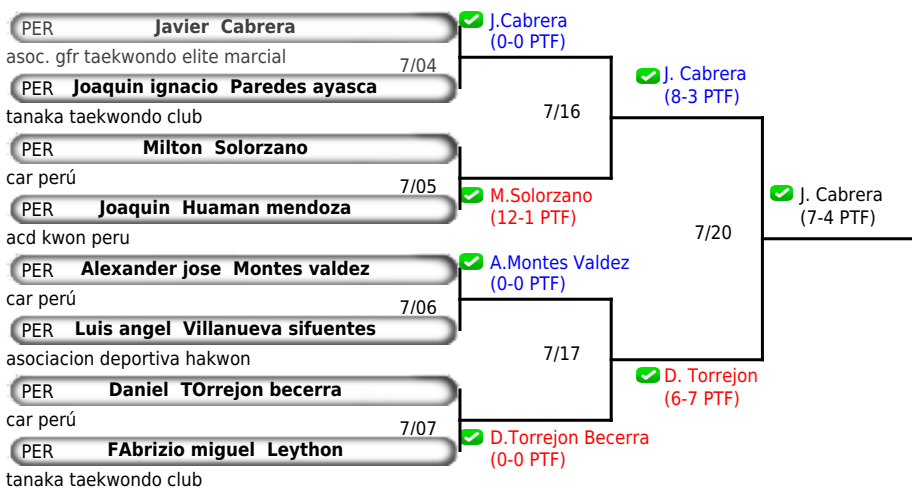 PER Javier Cabrera
asoc. gfr taekwondo elite marcial
7/04
PER Joaquin ignacio Paredes ayasca
tanaka taekwondo club
PER Milton Solorzano
car perú
7/05
PER Joaquin Huaman mendoza
acd kwon peru
PER Alexander jose Montes valdez
car perú
7/06
PER Luis angel Villanueva sifuentes
asociacion deportiva hakwon
PER Daniel TOrrejon becerra
car perú
7/07
PER FAbrizio miguel Leython
tanaka taekwondo club
J.Cabrera
(0-0 PTF)
7/16
M.Solorzano
(12-1 PTF)
A.Montes Valdez
(0-0 PTF)
7/17
D.Torrejon Becerra
(0-0 PTF)
J. Cabrera
(8-3 PTF)
7/20
D. Torrejon
(6-7 PTF)
J. Cabrera
(7-4 PTF)